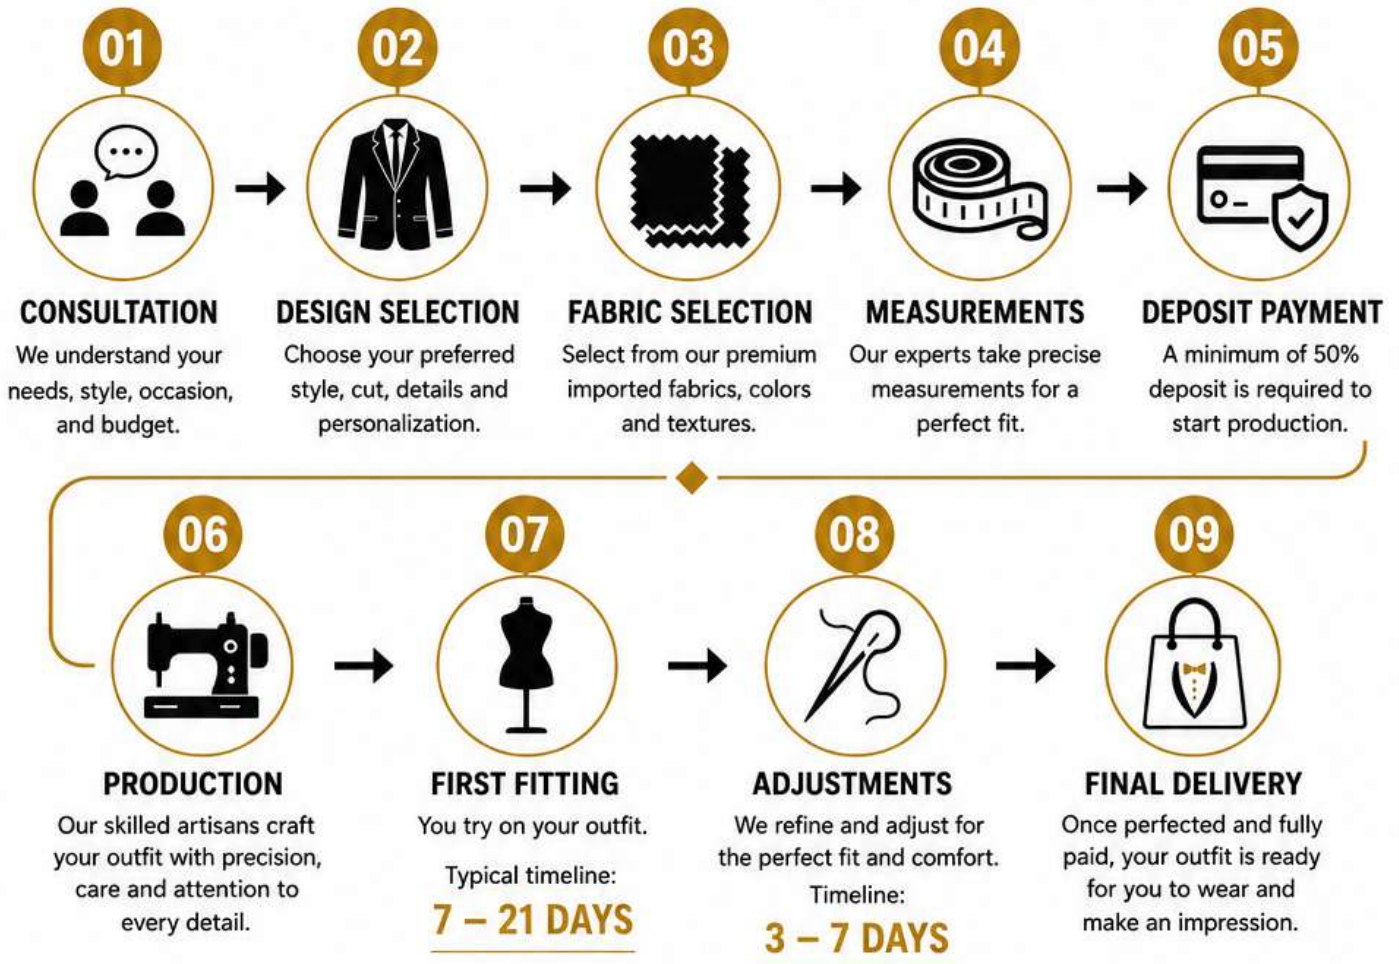 01
02
03
04
05
CONSULTATION
We understand your
needs, style, occasion,
and budget.
DESIGN SELECTION
Choose your preferred
style, cut, details and
personalization.
FABRIC SELECTION
Select from our premium
imported fabrics, colors
and textures.
MEASUREMENTS
Our experts take precise
measurements for a
perfect fit.
DEPOSIT PAYMENT
A minimum of 50%
deposit is required to
start production.
06
07
08
09
PRODUCTION
Our skilled artisans craft
your outfit with precision,
care and attention to
every detail.
FIRST FITTING
You try on your outfit.
Typical timeline:
7 – 21 DAYS
ADJUSTMENTS
We refine and adjust for
the perfect fit and comfort.
Timeline:
3 – 7 DAYS
FINAL DELIVERY
Once perfected and fully
paid, your outfit is ready
for you to wear and
make an impression.